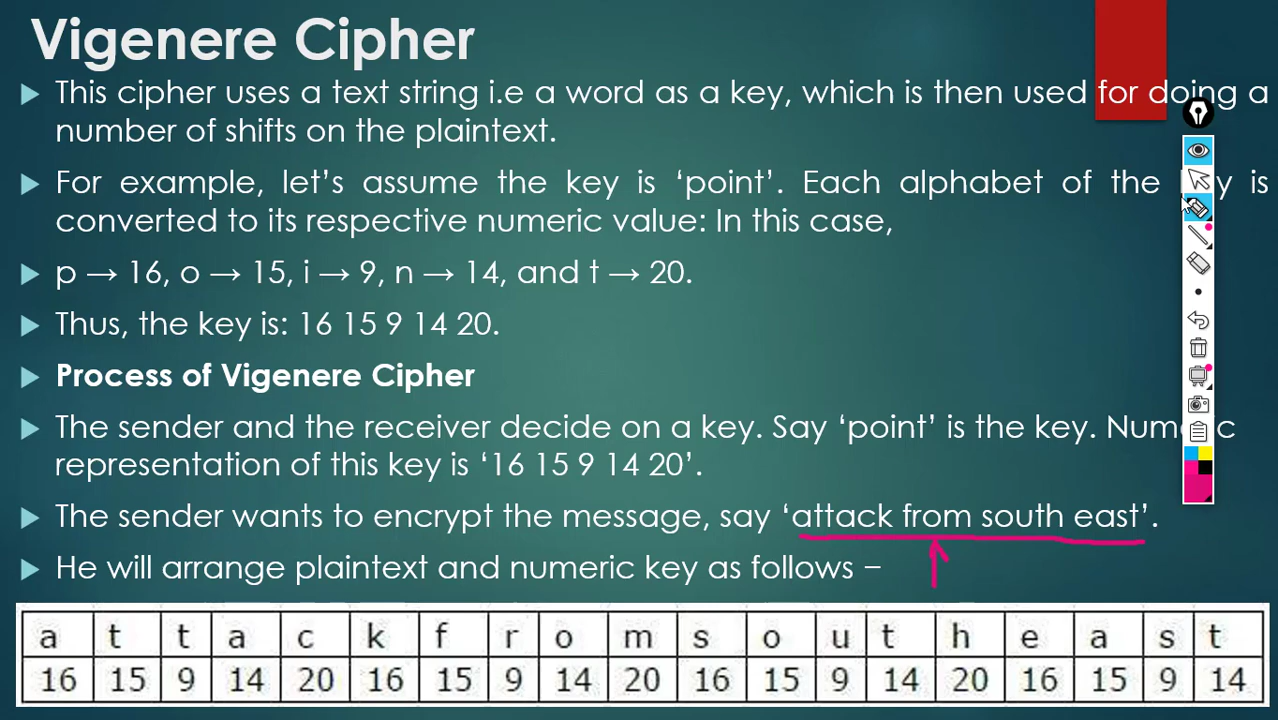 Vigenere Cipher
This cipher uses a text string i.e a word as a key, which is then used for doing a
number of shifts on the plaintext.
For example, let’s assume the key is ‘point’. Each alphabet of the key is
converted to its respective numeric value: In this case,
p → 16, o → 15, i → 9, n → 14, and t → 20.
Thus, the key is: 16 15 9 14 20.
Process of Vigenere Cipher
The sender and the receiver decide on a key. Say ‘point’ is the key. Numeric
representation of this key is ‘16 15 9 14 20’.
The sender wants to encrypt the message, say ‘attack from south east’.
He will arrange plaintext and numeric key as follows −
a t t a c k f r o m s o u t h e a s t
16 15 9 14 20 16 15 9 14 20 16 15 9 14 20 16 15 9 14